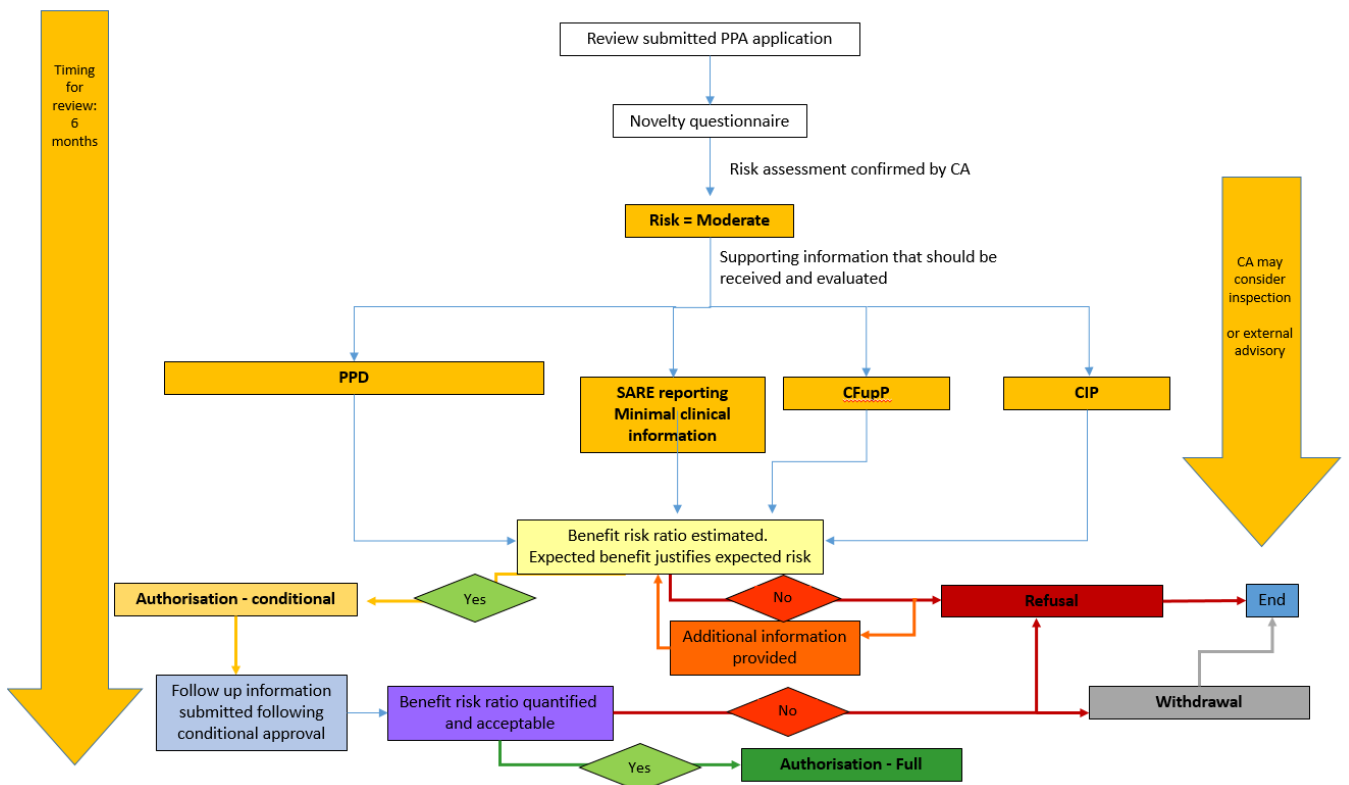 Review submitted PPA application
Timing
for
review:
6
months
Novelty questionnaire
Risk assessment confirmed by CA
Risk = Moderate
Supporting information that should be
received and evaluated
CA may
consider
inspection
or external
advisory
PPD
SARE reporting
Minimal clinical
information
CFupP
CIP
Benefit risk ratio estimated.
Expected benefit justifies expected risk
Authorisation - conditional
Yes
No
Refusal
End
Additional information
provided
Follow up information
submitted following
conditional approval
Benefit risk ratio quantified
and acceptable
No
Withdrawal
Yes
Authorisation - Full